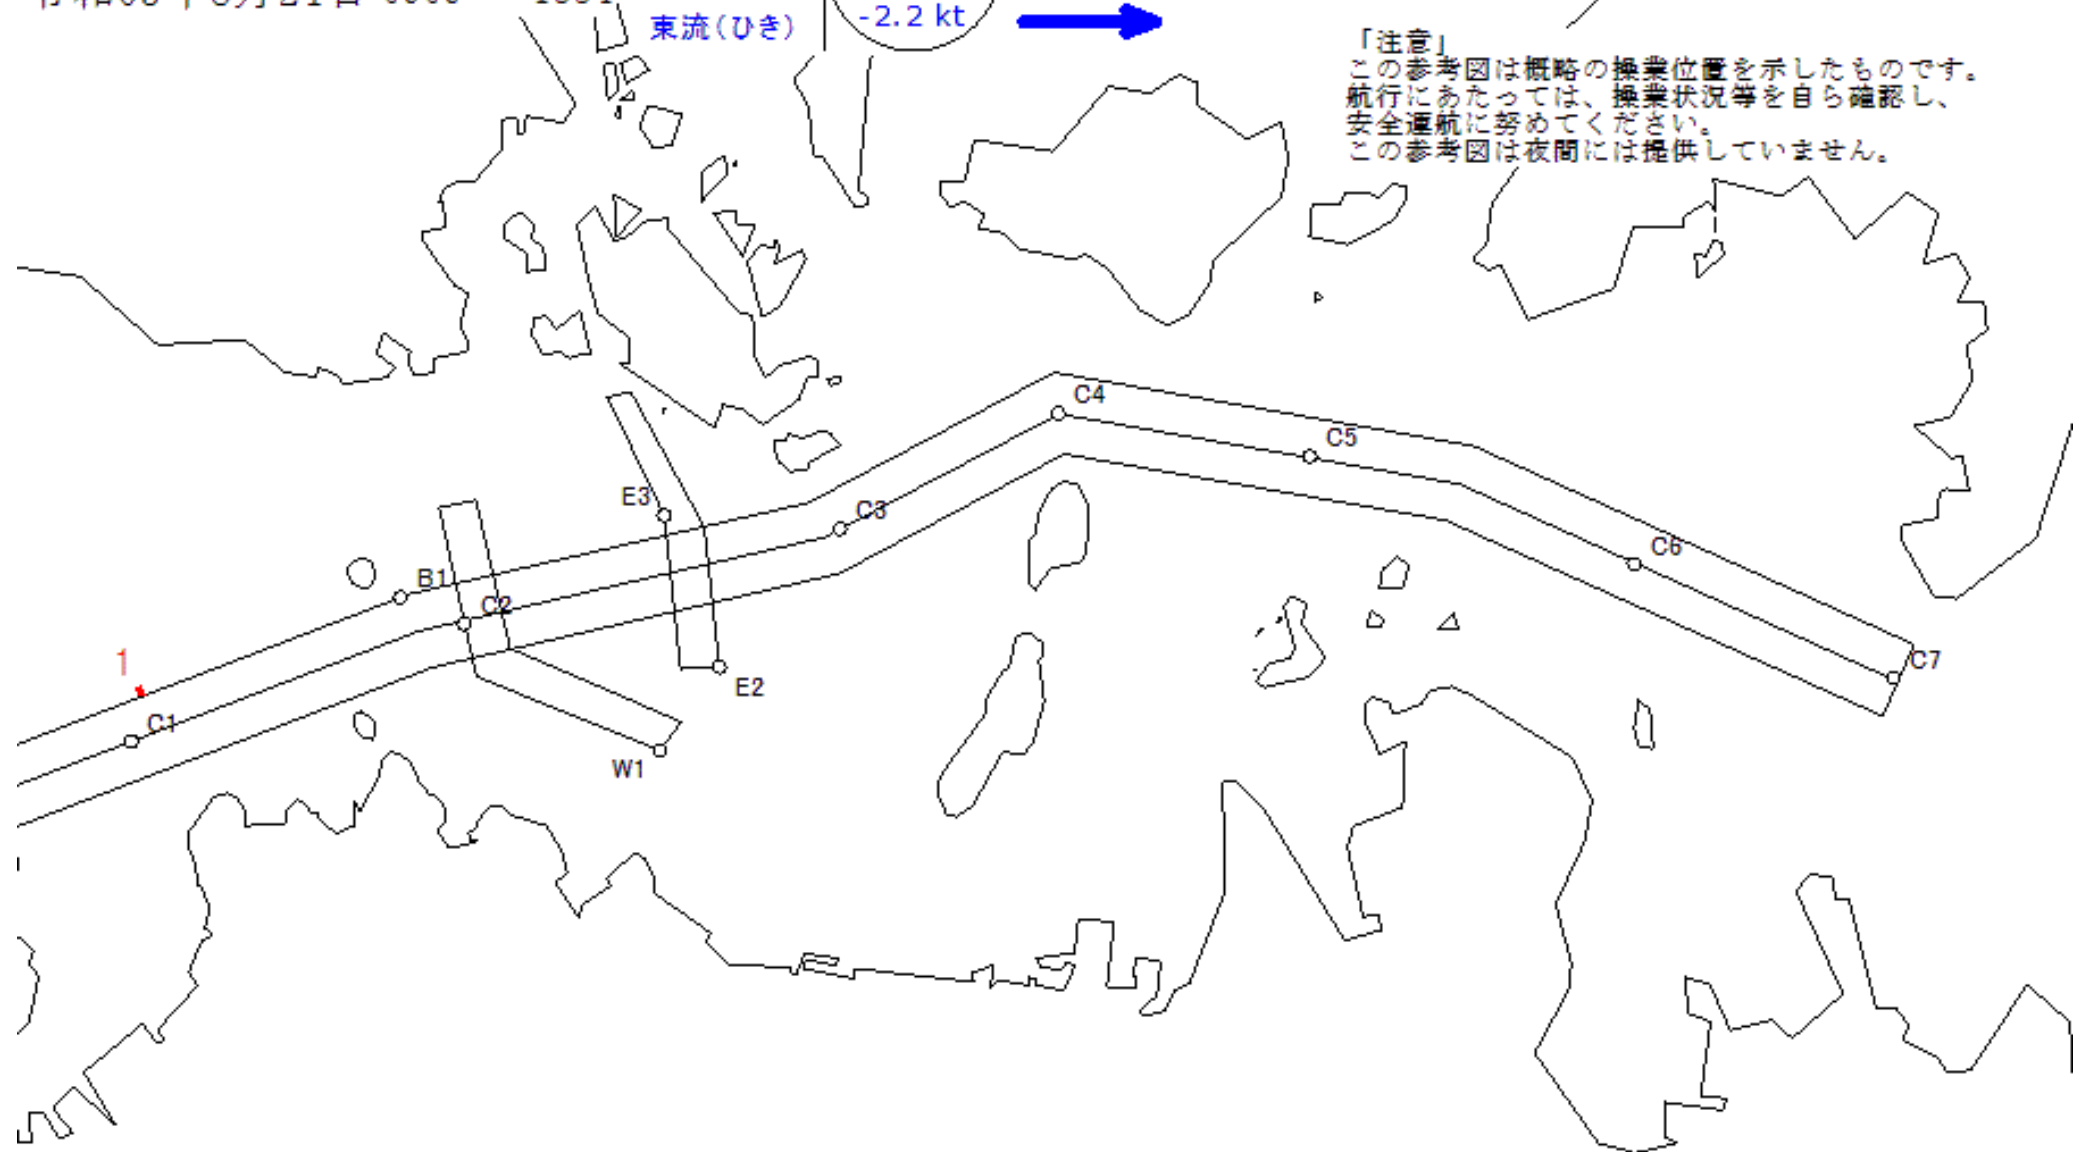 東流(ひき)
-2.2 kt
「注意」
この参考図は概略の操業位置を示したものです。
航行にあたっては、操業状況等を自ら確認し、
安全運航に努めてください。
この参考図は夜間には提供していません。
C4
C5
E3
C3
C6
B1
C2
1
C7
E2
C1
W1